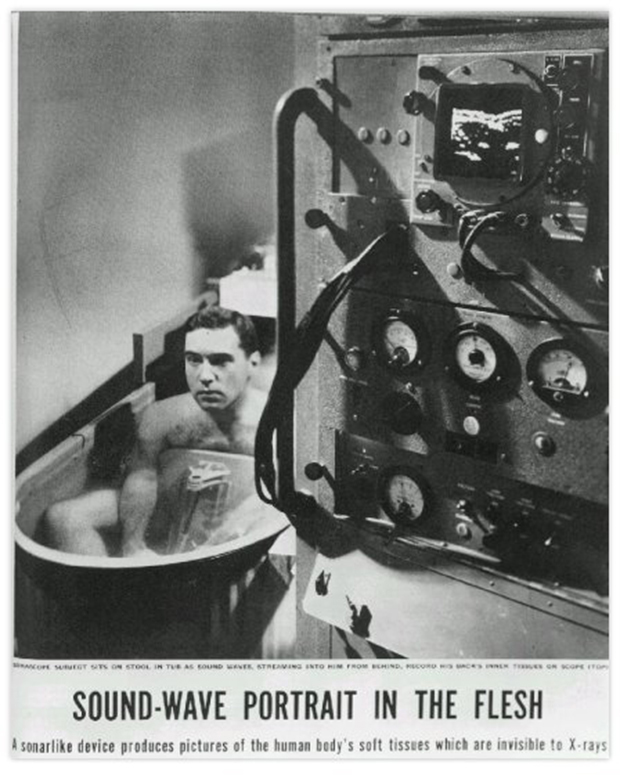 SUBJECT SITS ON STOOL IN TUB AS SOUND WAVES, STREAMING INTO HIM FROM BEHIND, RECORD HIS BACK'S INNER TISSUES ON SCOPE (TOP)
SOUND-WAVE PORTRAIT IN THE FLESH
A sonarlike device produces pictures of the human body's soft tissues which are invisible to X-rays